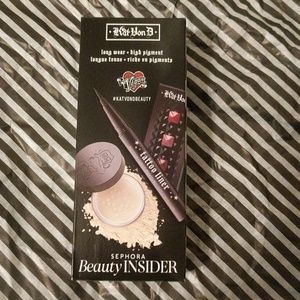 Kat Von D
long wear • high pigment
longue tenue • riche en pigments
#KATVONDBEAUTY
Kat Von D
tattoo liner
SEPHORA
Beauty INSIDER